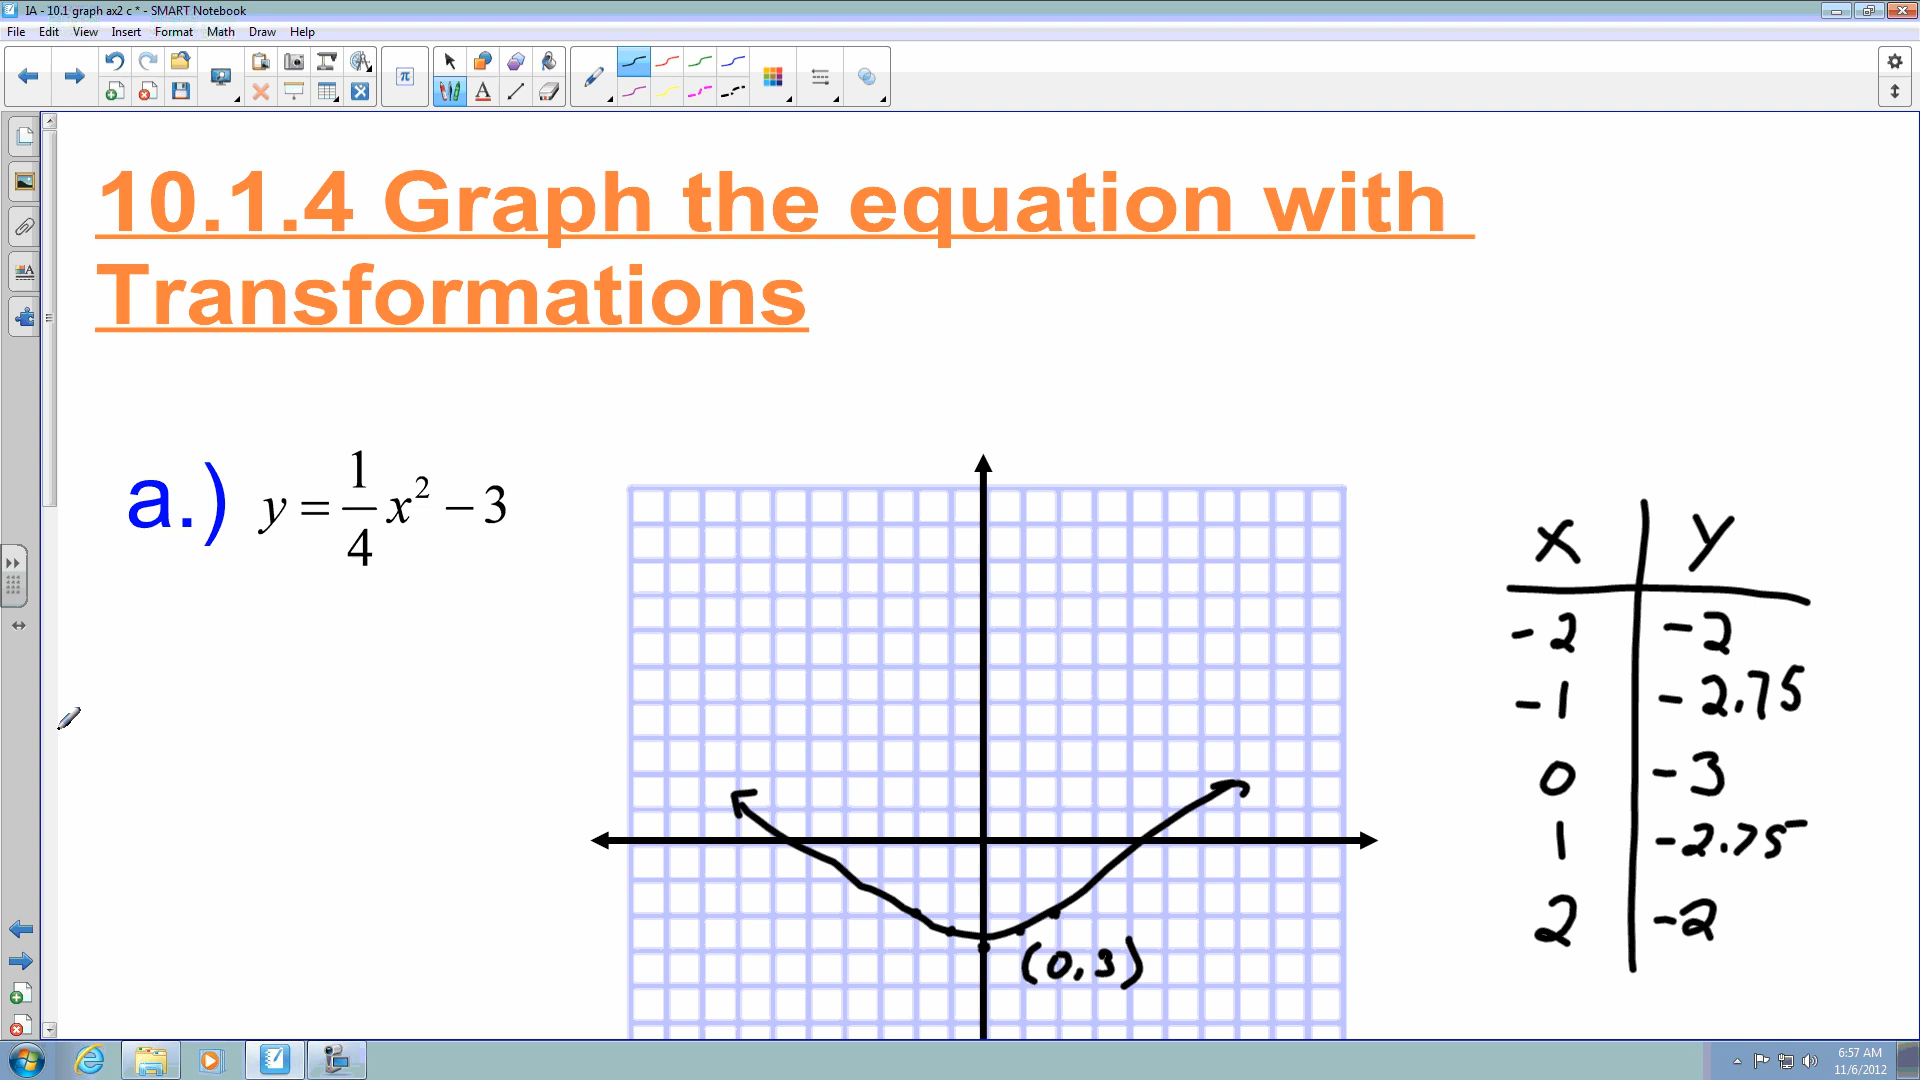 IA - 10.1 graph ax2 c * - SMART Notebook
File Edit View Insert Format Math Draw Help
π
A
10.1.4 Graph the equation with
Transformations
a.) y = 1/4 x² - 3
x y
-2 -2
-1 -2.75
0 -3
1 -2.75
2 -2
(0,3)
6:57 AM
11/6/2012